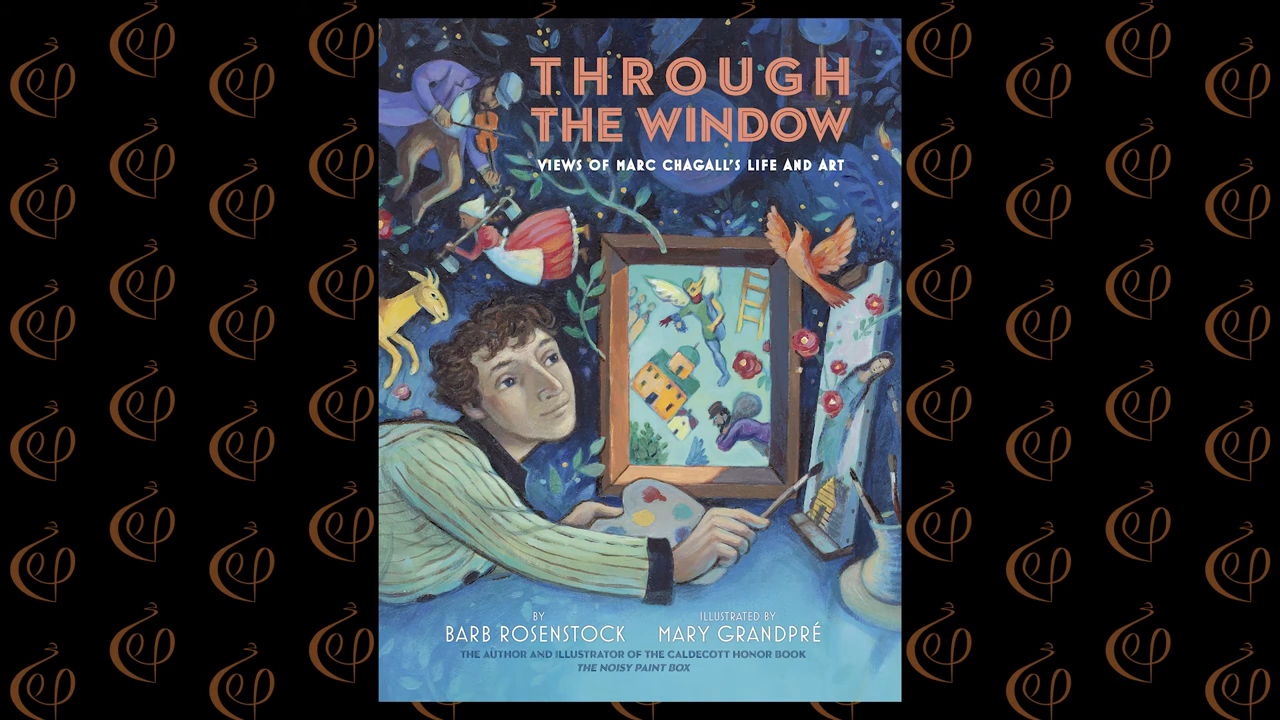 THROUGH
THE WINDOW
VIEWS OF MARC CHAGALL'S LIFE AND ART
BY
BARB ROSENSTOCK
ILLUSTRATED BY
MARY GRANDPRÉ
THE AUTHOR AND ILLUSTRATOR OF THE CALDECOTT HONOR BOOK
THE NOISY PAINT BOX